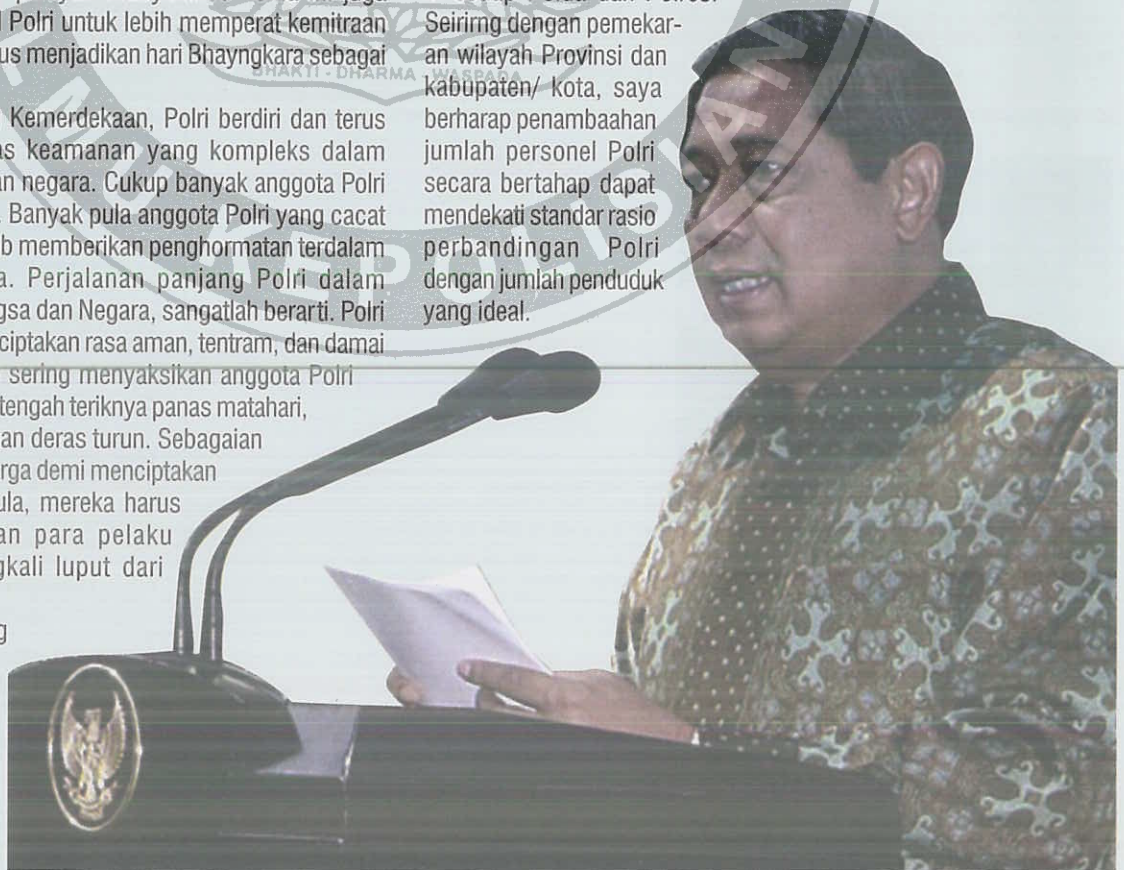 Polri untuk lebih memperat kemitraan
us menjadikan hari Bhayngkara sebagai
Kemerdekaan, Polri berdiri dan terus
as keamanan yang kompleks dalam
an negara. Cukup banyak anggota Polri
Banyak pula anggota Polri yang cacat
b memberikan penghormatan terdalam
a. Perjalanan panjang Polri dalam
gsa dan Negara, sangatlah berarti. Polri
ciptakan rasa aman, tentram, dan damai
sering menyaksikan anggota Polri
tengah teriknya panas matahari,
an deras turun. Sebagaian
rga demi menciptakan
ula, mereka harus
an para pelaku
gkali luput dari
g
Seirirng dengan pemekar-
an wilayah Provinsi dan
kabupaten/ kota, saya
berharap penambaahan
jumlah personel Polri
secara bertahap dapat
mendekati standar rasio
perbandingan Polri
dengan jumlah penduduk
yang ideal.
BHAKTI - DHARMA - WASPADA